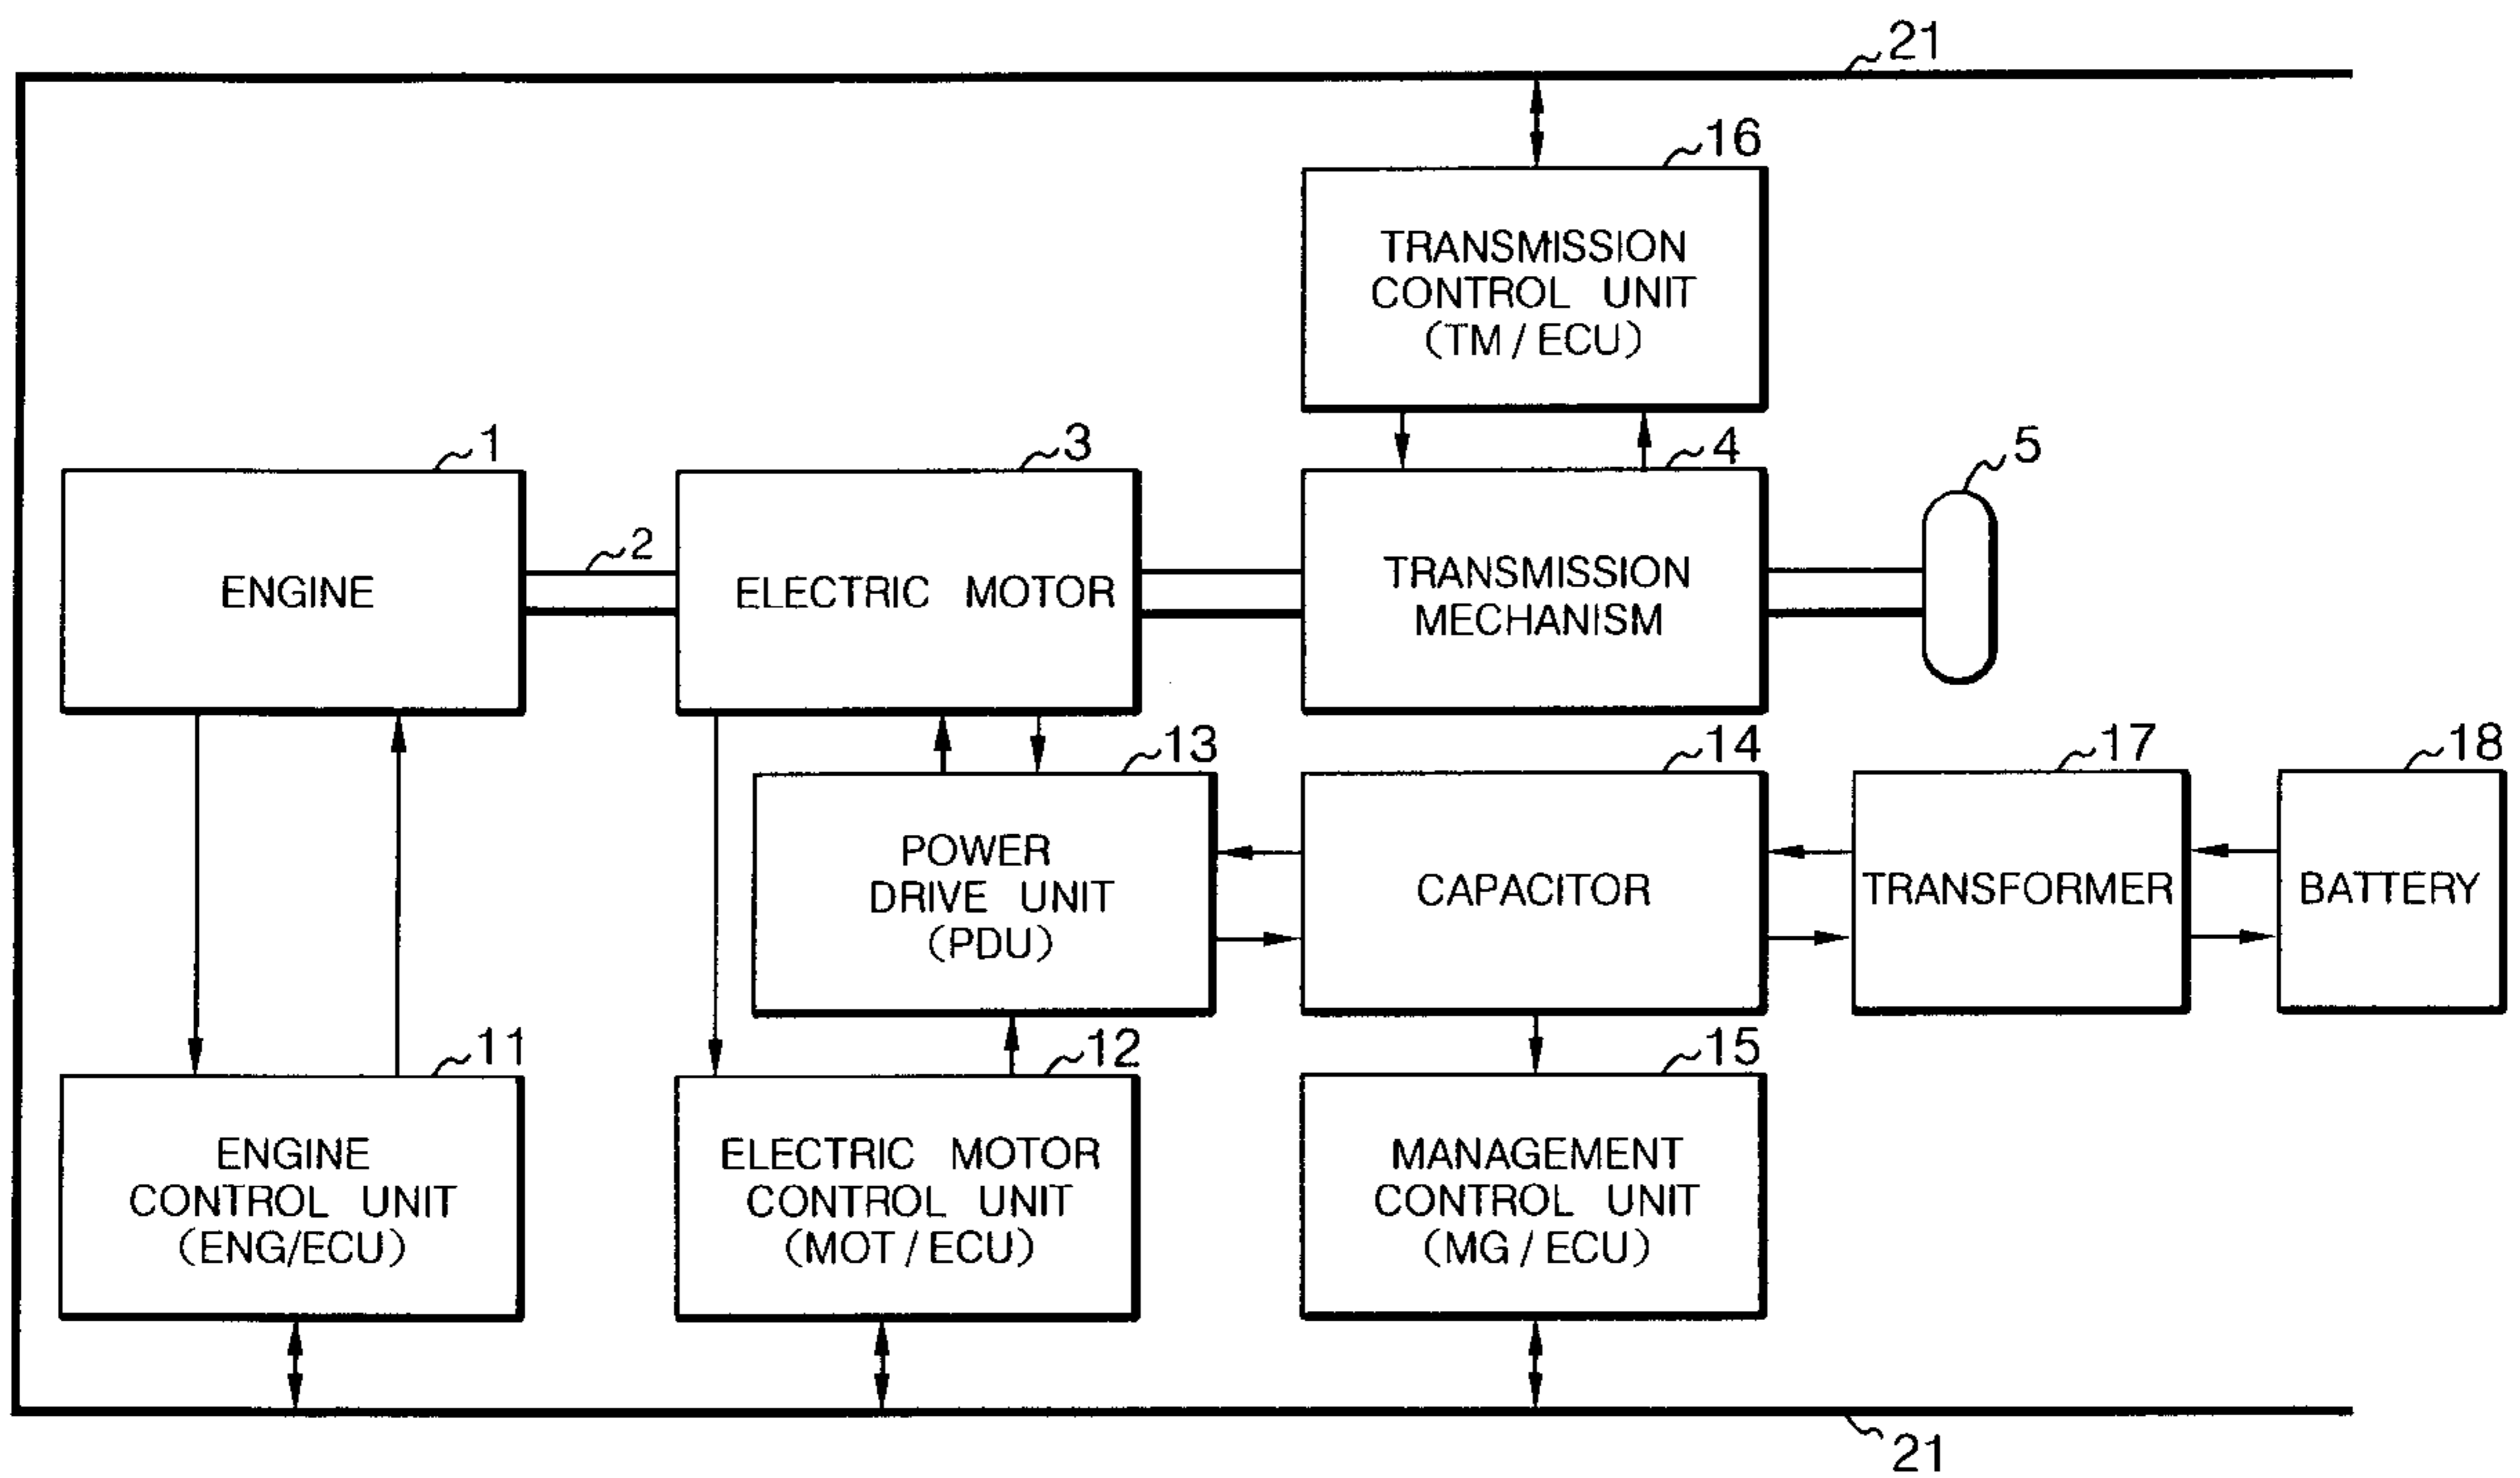 21
16
TRANSMISSION
CONTROL UNIT
(TM / ECU)
1
3
4
5
2
ENGINE
ELECTRIC MOTOR
TRANSMISSION
MECHANISM
13
14
17
18
POWER
DRIVE UNIT
(PDU)
CAPACITOR
TRANSFORMER
BATTERY
11
12
15
ENGINE
CONTROL UNIT
(ENG/ECU)
ELECTRIC MOTOR
CONTROL UNIT
(MOT / ECU)
MANAGEMENT
CONTROL UNIT
(MG / ECU)
21